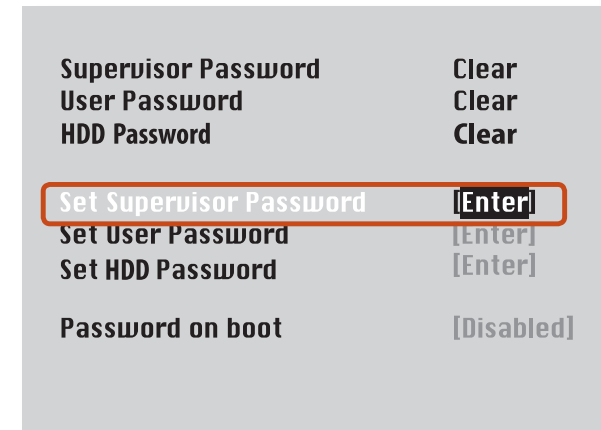 Supervisor Password Clear
User Password Clear
HDD Password Clear
Set Supervisor Password [Enter]
Set User Password [Enter]
Set HDD Password [Enter]
Password on boot [Disabled]